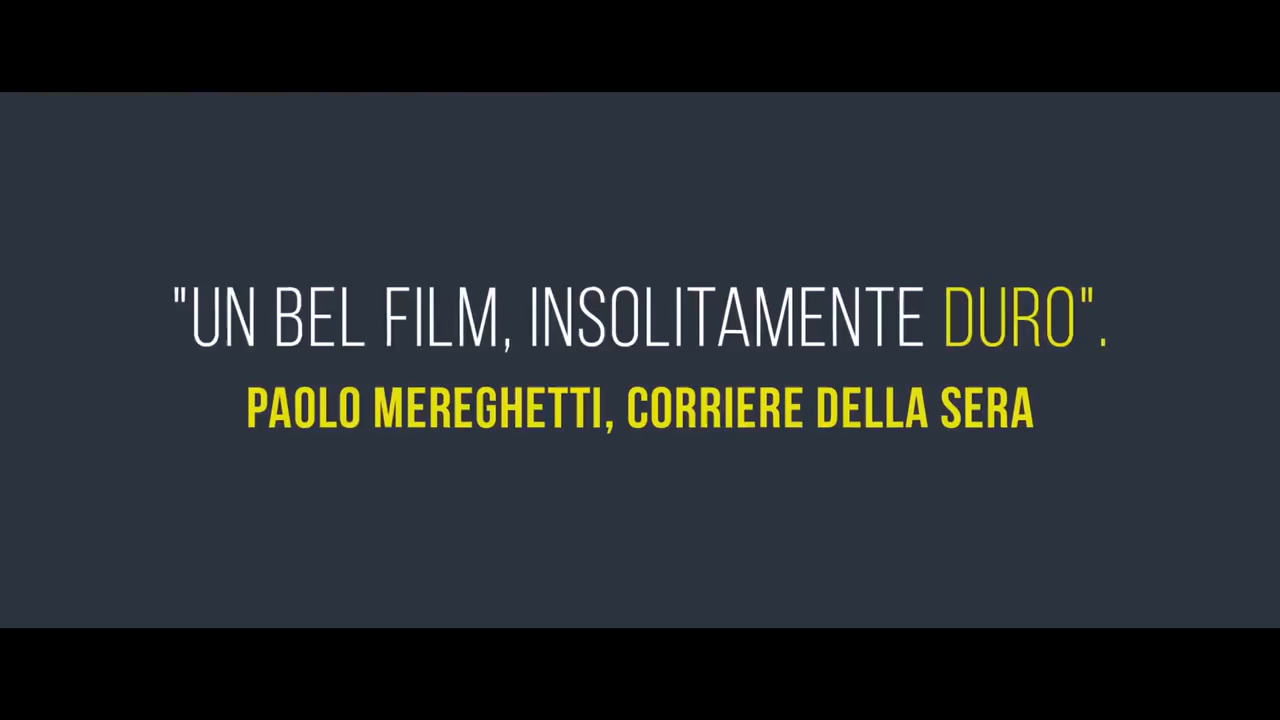 "UN BEL FILM, INSOLITAMENTE DURO".
PAOLO MEREGHETTI, CORRIERE DELLA SERA